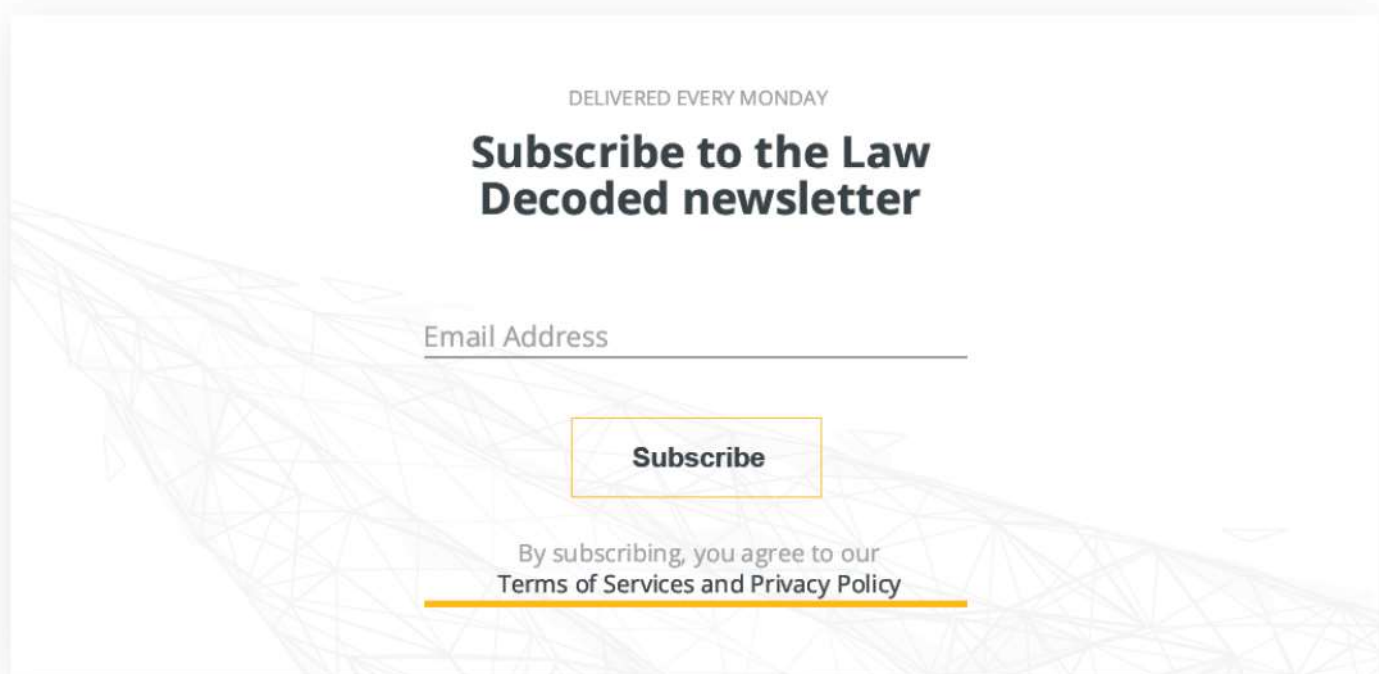 DELIVERED EVERY MONDAY
Subscribe to the Law
Decoded newsletter
Email Address
Subscribe
By subscribing, you agree to our
Terms of Services and Privacy Policy